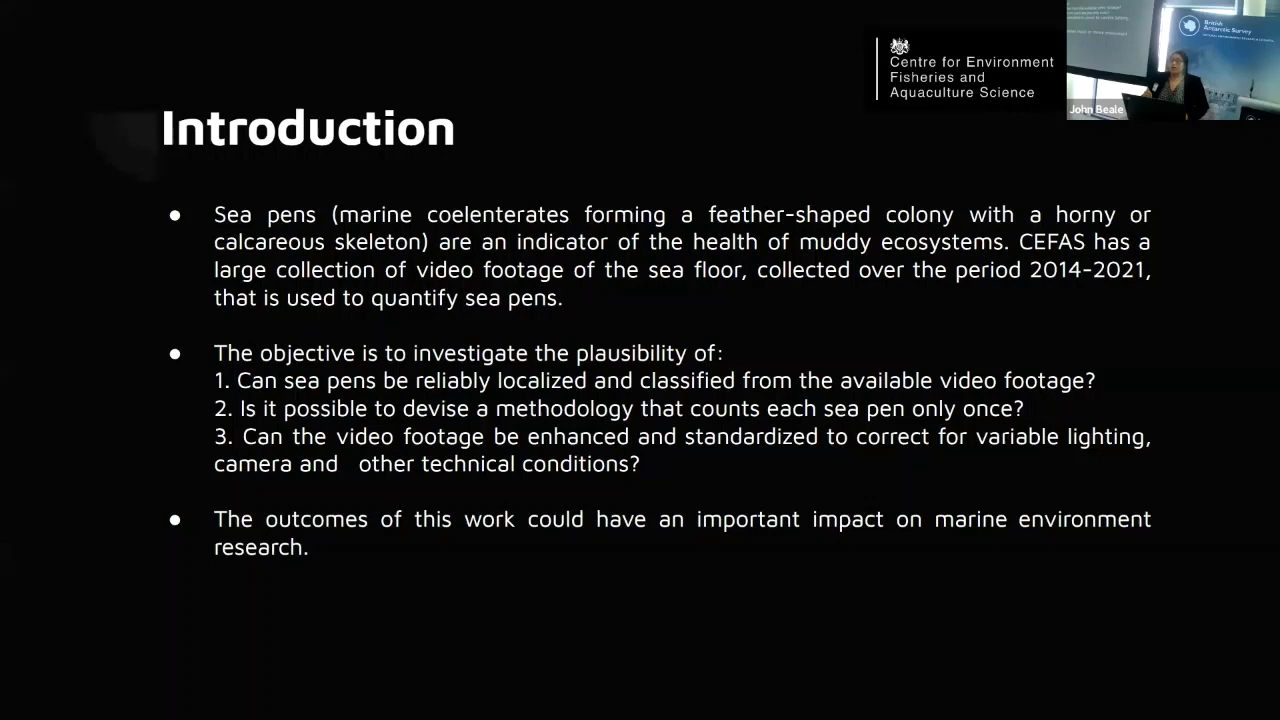 Centre for Environment
Fisheries and
Aquaculture Science
British
Antarctic Survey
John Beale
Introduction
● Sea pens (marine coelenterates forming a feather-shaped colony with a horny or
calcareous skeleton) are an indicator of the health of muddy ecosystems. CEFAS has a
large collection of video footage of the sea floor, collected over the period 2014-2021,
that is used to quantify sea pens.
● The objective is to investigate the plausibility of:
1. Can sea pens be reliably localized and classified from the available video footage?
2. Is it possible to devise a methodology that counts each sea pen only once?
3. Can the video footage be enhanced and standardized to correct for variable lighting,
camera and other technical conditions?
● The outcomes of this work could have an important impact on marine environment
research.